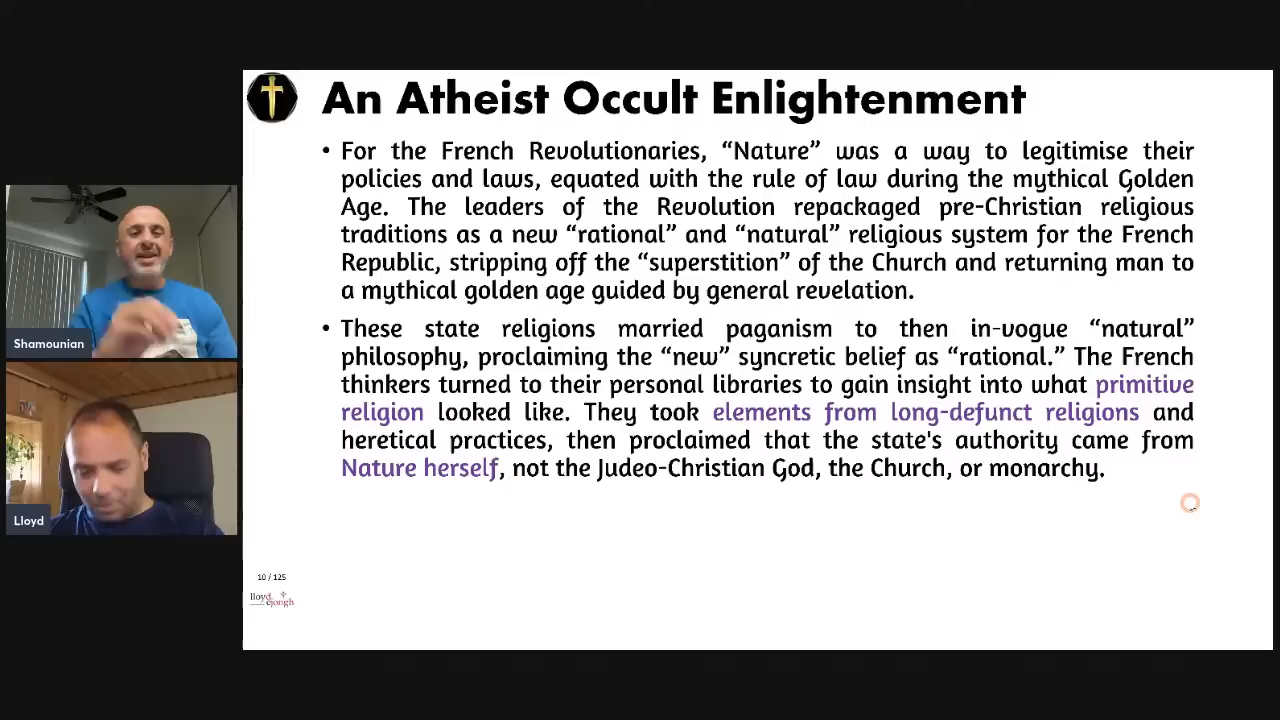 An Atheist Occult Enlightenment
• For the French Revolutionaries, “Nature” was a way to legitimise their
policies and laws, equated with the rule of law during the mythical Golden
Age. The leaders of the Revolution repackaged pre-Christian religious
traditions as a new “rational” and “natural” religious system for the French
Republic, stripping off the “superstition” of the Church and returning man to
a mythical golden age guided by general revelation.
• These state religions married paganism to then in-vogue “natural”
philosophy, proclaiming the “new” syncretic belief as “rational.” The French
thinkers turned to their personal libraries to gain insight into what primitive
religion looked like. They took elements from long-defunct religions and
heretical practices, then proclaimed that the state's authority came from
Nature herself, not the Judeo-Christian God, the Church, or monarchy.
Shamounian
Lloyd
10 / 125
lloyd
dejongh